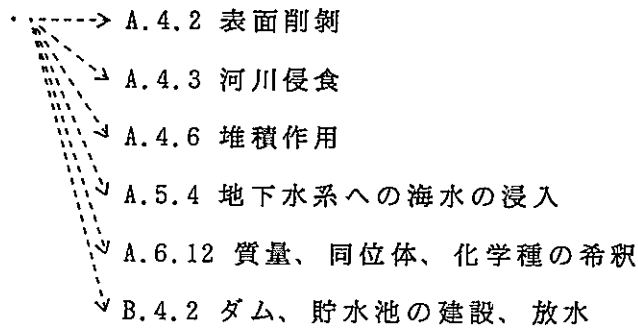 A.4.2 表面削剝
A.4.3 河川侵食
A.4.6 堆積作用
A.5.4 地下水系への海水の浸入
A.6.12 質量、同位体、化学種の希釈
B.4.2 ダム、貯水池の建設、放水